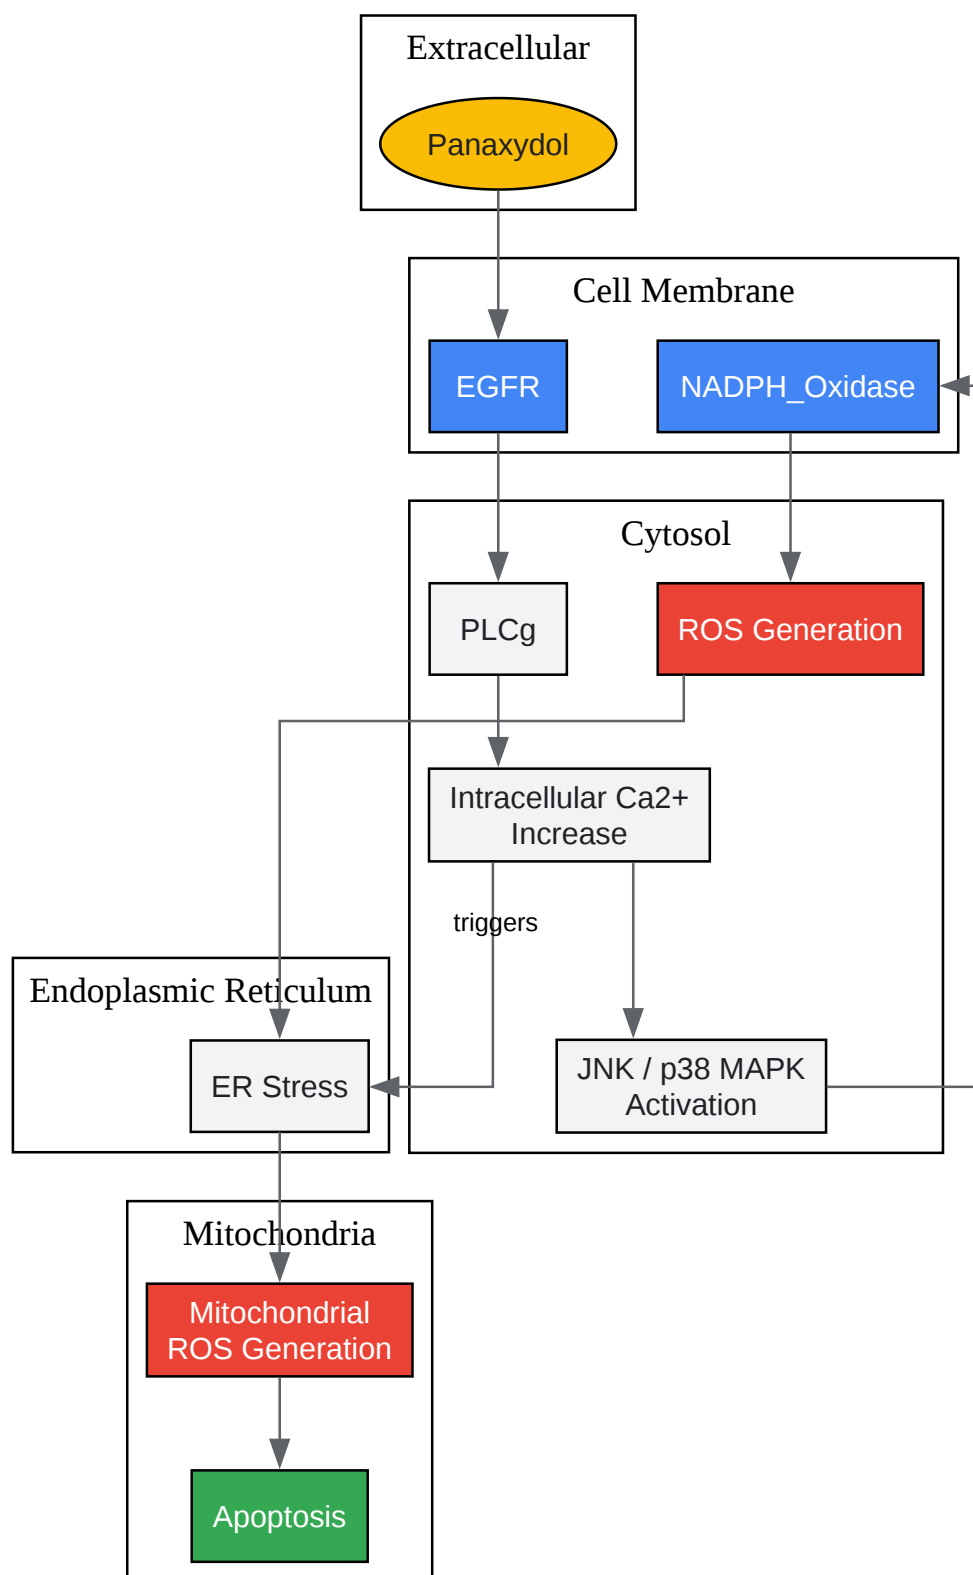 Extracellular
Panaxydol
Cell Membrane
EGFR
NADPH_Oxidase
Cytosol
PLCg
ROS Generation
Intracellular Ca2+
Increase
triggers
Endoplasmic Reticulum
ER Stress
JNK / p38 MAPK
Activation
Mitochondria
Mitochondrial
ROS Generation
Apoptosis